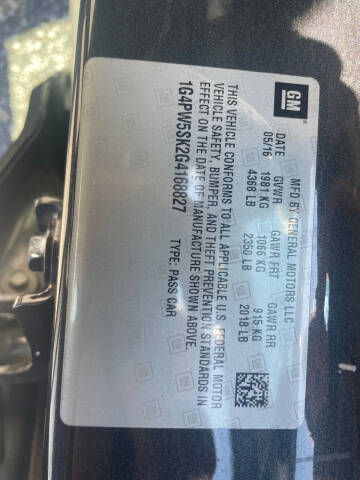 GM
MFD BY GENERAL MOTORS LLC
DATE GVWR GAWR FRT GAWR RR
05/16 1981 KG 1066 KG 915 KG
4368 LB 2350 LB 2018 LB
THIS VEHICLE CONFORMS TO ALL APPLICABLE U.S. FEDERAL MOTOR
VEHICLE SAFETY, BUMPER, AND THEFT PREVENTION STANDARDS IN
EFFECT ON THE DATE OF MANUFACTURE SHOWN ABOVE.
1G4PW5SK2G4168827 TYPE: PASS CAR